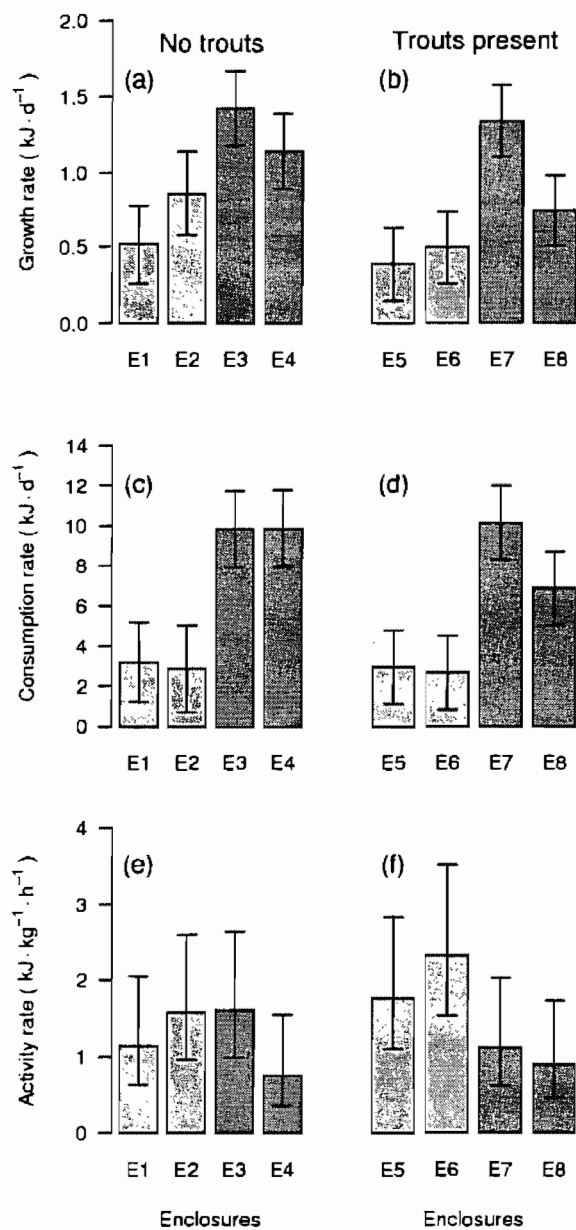 No trouts
Trouts present
(a)
(b)
Growth rate ( kJ · d⁻¹ )
2.0
1.5
1.0
0.5
0.0
E1 E2 E3 E4
E5 E6 E7 E8
(c)
(d)
Consumption rate ( kJ · d⁻¹ )
14
12
10
8
6
4
2
0
E1 E2 E3 E4
E5 E6 E7 E8
(e)
(f)
Activity rate ( kJ · kg⁻¹ · h⁻¹ )
4
3
2
1
0
E1 E2 E3 E4
E5 E6 E7 E8
Enclosures
Enclosures